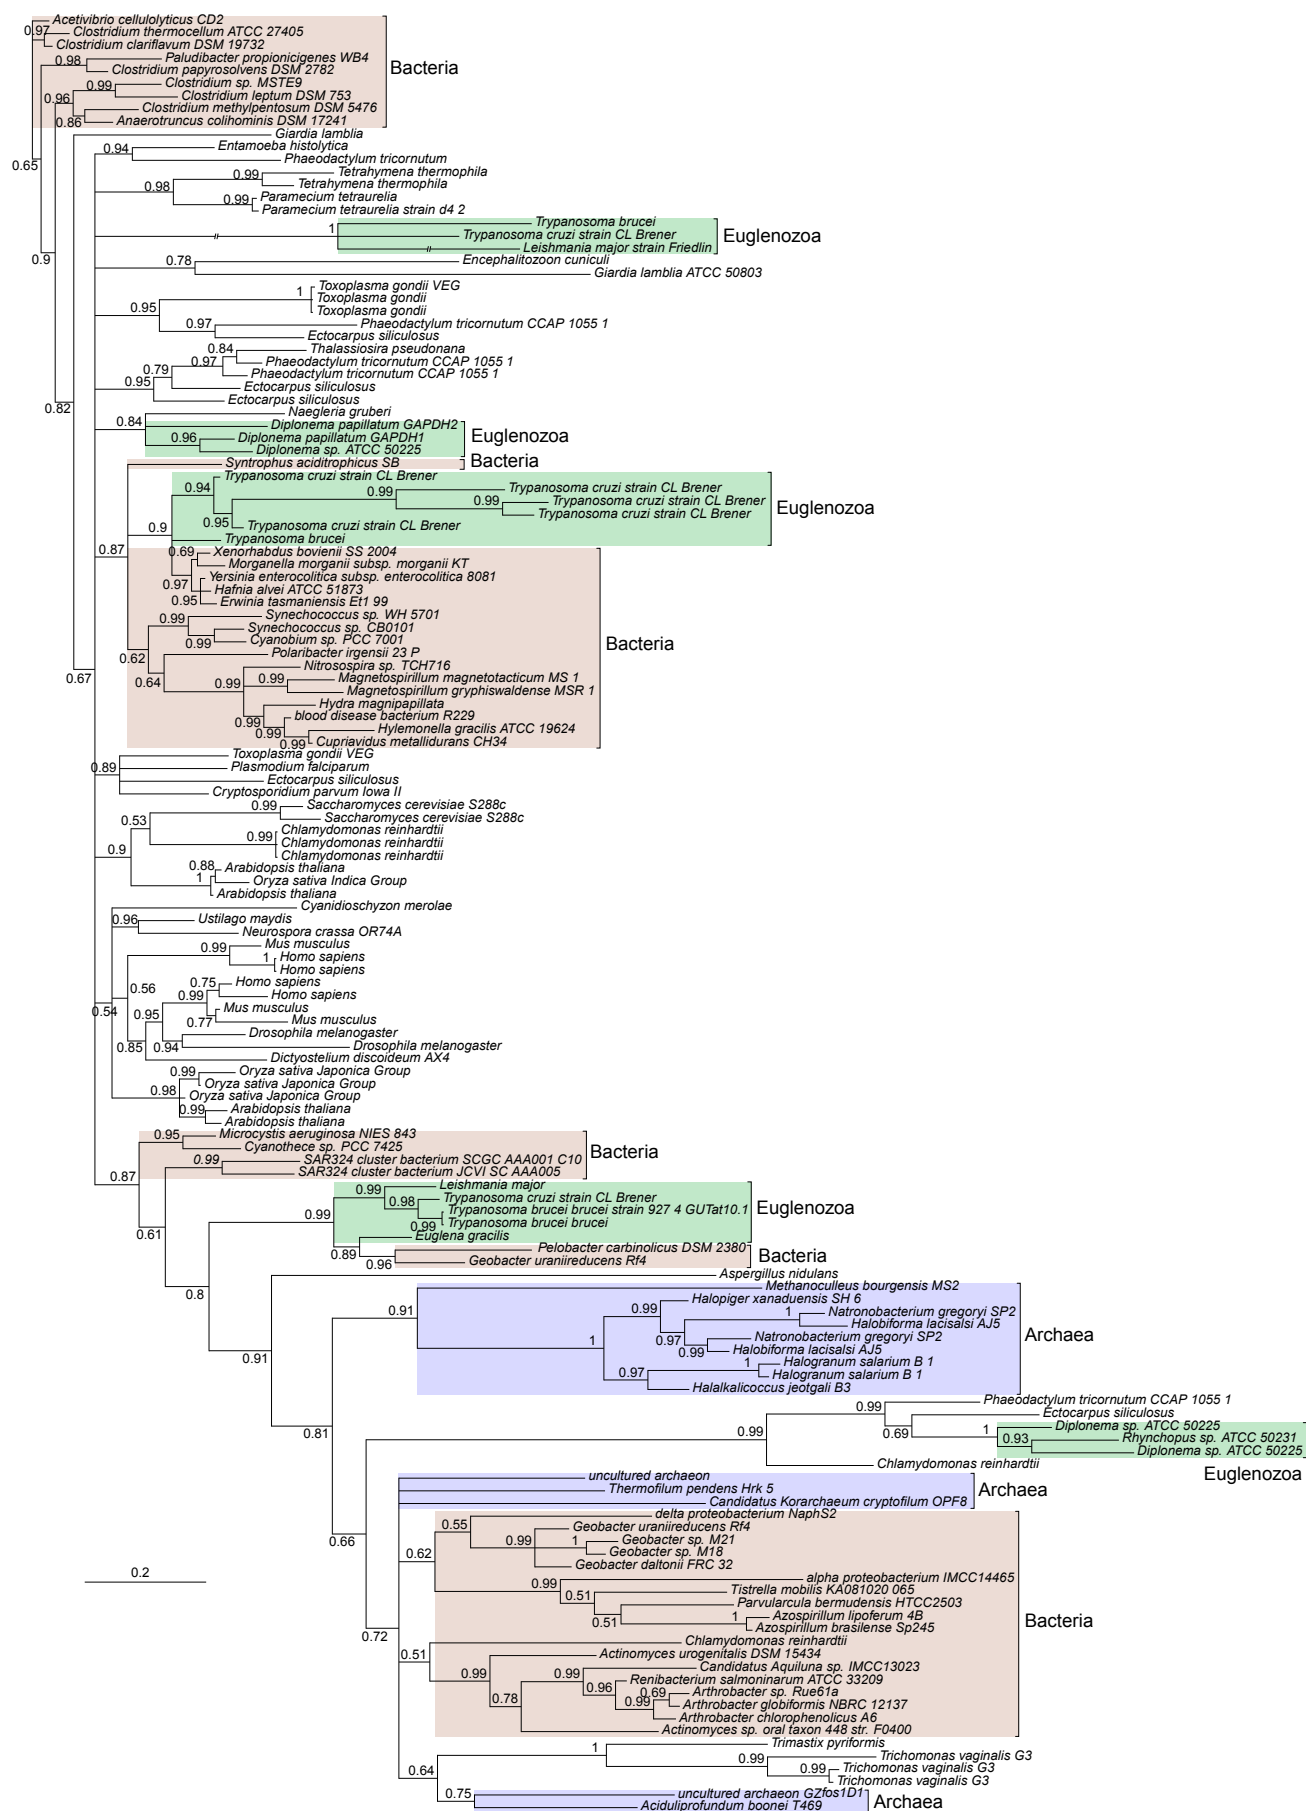 Acetivibrio cellulolyticus CD2
0.97
Clostridium thermocellum ATCC 27405
Clostridium clariflavum DSM 19732
0.98
Paludibacter propionicigenes WB4
Bacteria
Clostridium papyrosolvens DSM 2782
0.99
Clostridium sp. MSTE9
0.96
Clostridium leptum DSM 753
Clostridium methylpentosum DSM 5476
0.86
Anaerotruncus colihominis DSM 17241
Giardia lamblia
0.94
Entamoeba histolytica
0.65
Phaeodactylum tricornutum
0.99
Tetrahymena thermophila
0.98
Tetrahymena thermophila
0.99
Paramecium tetraurelia
Paramecium tetraurelia strain d4 2
1
Trypanosoma brucei
Trypanosoma cruzi strain CL Brener
Euglenozoa
Leishmania major strain Friedlin
0.9
0.78
Encephalitozoon cuniculi
Giardia lamblia ATCC 50803
Toxoplasma gondii VEG
1
Toxoplasma gondii
0.95
Toxoplasma gondii
0.97
Phaeodactylum tricornutum CCAP 1055 1
Ectocarpus siliculosus
0.84
Thalassiosira pseudonana
0.97
Phaeodactylum tricornutum CCAP 1055 1
0.79
Phaeodactylum tricornutum CCAP 1055 1
0.95
Ectocarpus siliculosus
Ectocarpus siliculosus
0.82
Naegleria gruberi
0.84
Diplonema papillatum GAPDH2
0.96
Diplonema papillatum GAPDH1
Euglenozoa
Diplonema sp. ATCC 50225
Syntrophus aciditrophicus SB
Bacteria
Trypanosoma cruzi strain CL Brener
0.94
0.99
Trypanosoma cruzi strain CL Brener
0.99
Trypanosoma cruzi strain CL Brener
Euglenozoa
Trypanosoma cruzi strain CL Brener
0.95
Trypanosoma cruzi strain CL Brener
0.9
Trypanosoma brucei
0.87
0.69
Xenorhabdus bovienii SS 2004
Morganella morganii subsp. morganii KT
0.97
Yersinia enterocolitica subsp. enterocolitica 8081
Hafnia alvei ATCC 51873
0.95
Erwinia tasmaniensis Et1 99
0.99
Synechococcus sp. WH 5701
Synechococcus sp. CB0101
0.99
Cyanobium sp. PCC 7001
Bacteria
0.62
Polaribacter irgensii 23 P
Nitrosospira sp. TCH716
0.67
0.64
0.99
0.99
Magnetospirillum magnetotacticum MS 1
Magnetospirillum gryphiswaldense MSR 1
Hydra magnipapillata
0.99
blood disease bacterium R229
0.99
Hylemonella gracilis ATCC 19624
0.99
Cupriavidus metallidurans CH34
Toxoplasma gondii VEG
0.89
Plasmodium falciparum
Ectocarpus siliculosus
Cryptosporidium parvum Iowa II
0.99
Saccharomyces cerevisiae S288c
0.53
Saccharomyces cerevisiae S288c
Chlamydomonas reinhardtii
0.99
Chlamydomonas reinhardtii
0.9
Chlamydomonas reinhardtii
0.88
Arabidopsis thaliana
1
Oryza sativa Indica Group
Arabidopsis thaliana
Cyanidioschyzon merolae
0.96
Ustilago maydis
Neurospora crassa OR74A
0.99
Mus musculus
1
Homo sapiens
Homo sapiens
0.75
Homo sapiens
0.56
0.99
Homo sapiens
0.54
0.95
Mus musculus
0.77
Mus musculus
Drosophila melanogaster
0.85
0.94
Drosophila melanogaster
Dictyostelium discoideum AX4
0.99
Oryza sativa Japonica Group
Oryza sativa Japonica Group
0.98
Oryza sativa Japonica Group
0.99
Arabidopsis thaliana
Arabidopsis thaliana
0.95
Microcystis aeruginosa NIES 843
Cyanothece sp. PCC 7425
Bacteria
0.99
SAR324 cluster bacterium SCGC AAA001 C10
0.87
SAR324 cluster bacterium JCVI SC AAA005
0.99
Leishmania major
0.98
Trypanosoma cruzi strain CL Brener
Trypanosoma brucei brucei strain 927 4 GUTat10.1
Euglenozoa
0.99
0.99
Trypanosoma brucei brucei
0.61
Euglena gracilis
0.89
Pelobacter carbinolicus DSM 2380
Bacteria
0.96
Geobacter uraniireducens Rf4
Aspergillus nidulans
0.8
Methanoculleus bourgensis MS2
0.91
Halopiger xanaduensis SH 6
0.99
1
Natronobacterium gregoryi SP2
Halobiforma lacisalsi AJ5
0.97
Natronobacterium gregoryi SP2
Archaea
1
0.99
Halobiforma lacisalsi AJ5
0.91
1
Halogranum salarium B 1
0.97
Halogranum salarium B 1
Halalkalicoccus jeotgali B3
Phaeodactylum tricornutum CCAP 1055 1
0.99
Ectocarpus siliculosus
0.81
0.69
1
Diplonema sp. ATCC 50225
0.99
0.93
Rhynchopus sp. ATCC 50231
Diplonema sp. ATCC 50225
Chlamydomonas reinhardtii
Euglenozoa
uncultured archaeon
Thermofilum pendens Hrk 5
Archaea
Candidatus Korarchaeum cryptofilum OPF8
delta proteobacterium NaphS2
0.66
0.55
Geobacter uraniireducens Rf4
0.99
1
Geobacter sp. M21
Geobacter sp. M18
0.62
Geobacter daltonii FRC 32
0.2
0.99
alpha proteobacterium IMCC14465
0.51
Tistrella mobilis KA081020 065
Parvularcula bermudensis HTCC2503
0.51
1
Azospirillum lipoferum 4B
Bacteria
Azospirillum brasilense Sp245
0.72
Chlamydomonas reinhardtii
0.51
Actinomyces urogenitalis DSM 15434
0.99
0.99
Candidatus Aquiluna sp. IMCC13023
0.96
Renibacterium salmoninarum ATCC 33209
0.69
Arthrobacter sp. Rue61a
0.78
0.99
Arthrobacter globiformis NBRC 12137
Arthrobacter chlorophenolicus A6
Actinomyces sp. oral taxon 448 str. F0400
1
Trimastix pyriformis
0.99
Trichomonas vaginalis G3
0.64
0.99
Trichomonas vaginalis G3
Trichomonas vaginalis G3
0.75
uncultured archaeon GZfos1D1
Archaea
Aciduliprofundum boonei T469